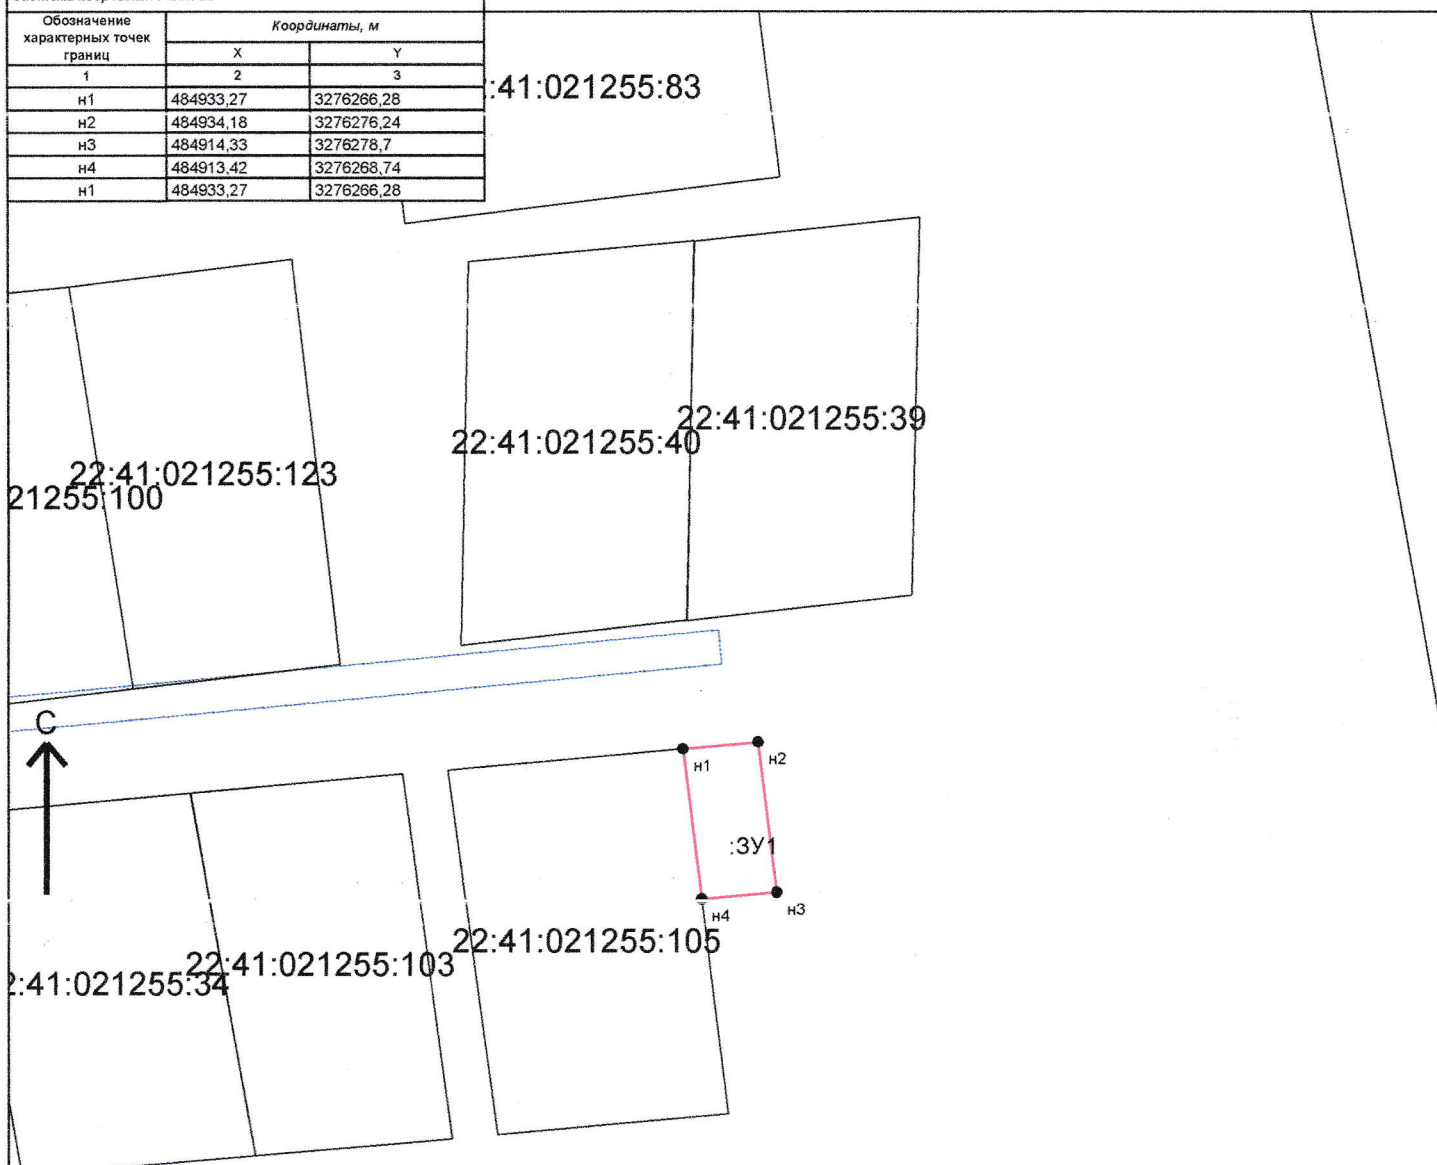 Обозначение характерных точек границ
Координаты, м
X Y
1 2 3
н1 484933,27 3276266,28
н2 484934,18 3276276,24
н3 484914,33 3276278,7
н4 484913,42 3276268,74
н1 484933,27 3276266,28
:41:021255:83
22:41:021255:39
22:41:021255:40
22:41:021255:123
21255:100
С
н1
н2
:ЗУ1
н3
н4
22:41:021255:105
22:41:021255:103
:41:021255:34